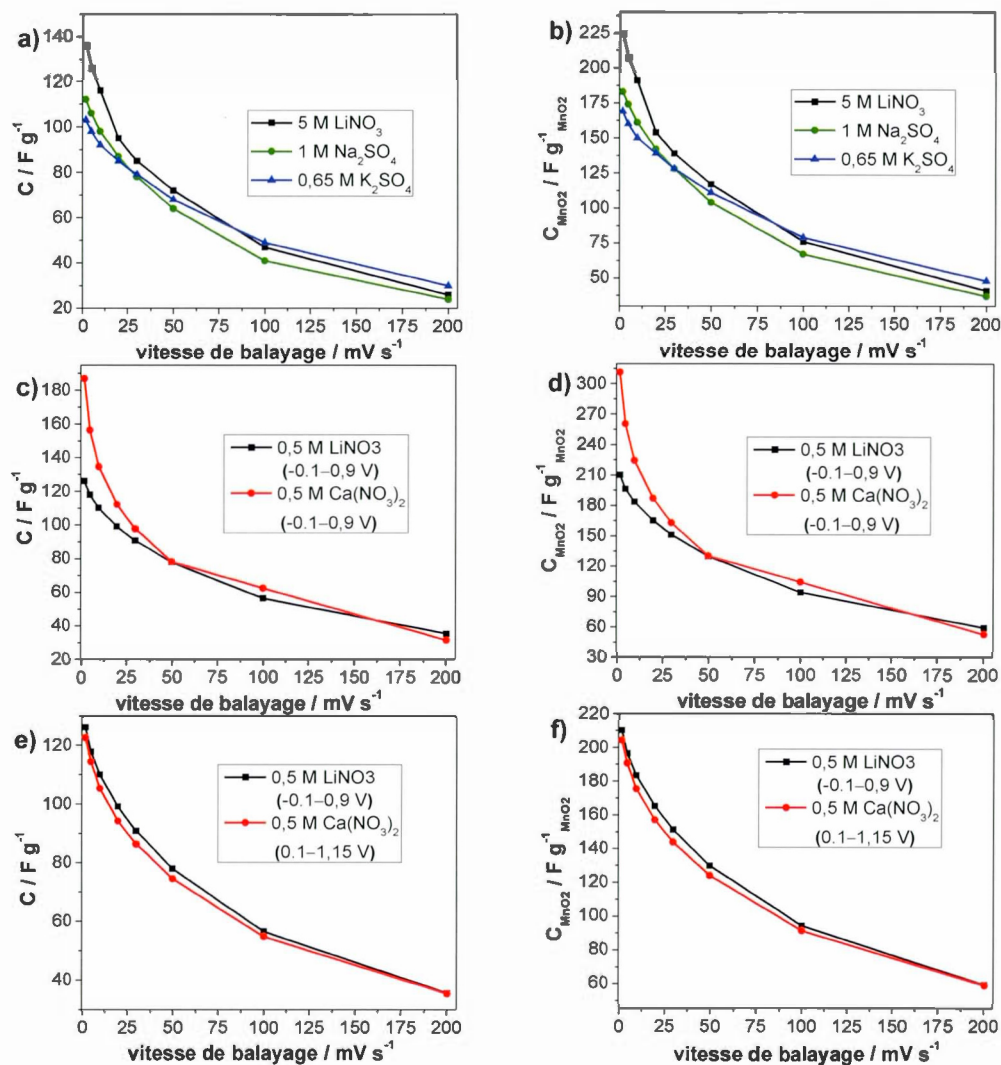 a)
140
120
100
80
60
40
20
C / F g⁻¹
5 M LiNO₃
1 M Na₂SO₄
0,65 M K₂SO₄
0 25 50 75 100 125 150 175 200
vitesse de balayage / mV s⁻¹
b)
225
200
175
150
125
100
75
50
C_MnO2 / F g⁻¹_MnO2
5 M LiNO₃
1 M Na₂SO₄
0,65 M K₂SO₄
0 25 50 75 100 125 150 175 200
vitesse de balayage / mV s⁻¹
c)
180
160
140
120
100
80
60
40
20
C / F g⁻¹
0,5 M LiNO3
(-0.1–0,9 V)
0,5 M Ca(NO₃)₂
(-0.1–0,9 V)
0 25 50 75 100 125 150 175 200
vitesse de balayage / mV s⁻¹
d)
300
270
240
210
180
150
120
90
60
30
C_MnO2 / F g⁻¹_MnO2
0,5 M LiNO3
(-0.1–0,9 V)
0,5 M Ca(NO₃)₂
(-0.1–0,9 V)
0 25 50 75 100 125 150 175 200
vitesse de balayage / mV s⁻¹
e)
120
100
80
60
40
C / F g⁻¹
0,5 M LiNO3
(-0.1–0,9 V)
0,5 M Ca(NO₃)₂
(0.1–1,15 V)
0 25 50 75 100 125 150 175 200
vitesse de balayage / mV s⁻¹
f)
220
200
180
160
140
120
100
80
60
C_MnO2 / F g⁻¹_MnO2
0,5 M LiNO3
(-0.1–0,9 V)
0,5 M Ca(NO₃)₂
(0.1–1,15 V)
0 25 50 75 100 125 150 175 200
vitesse de balayage / mV s⁻¹